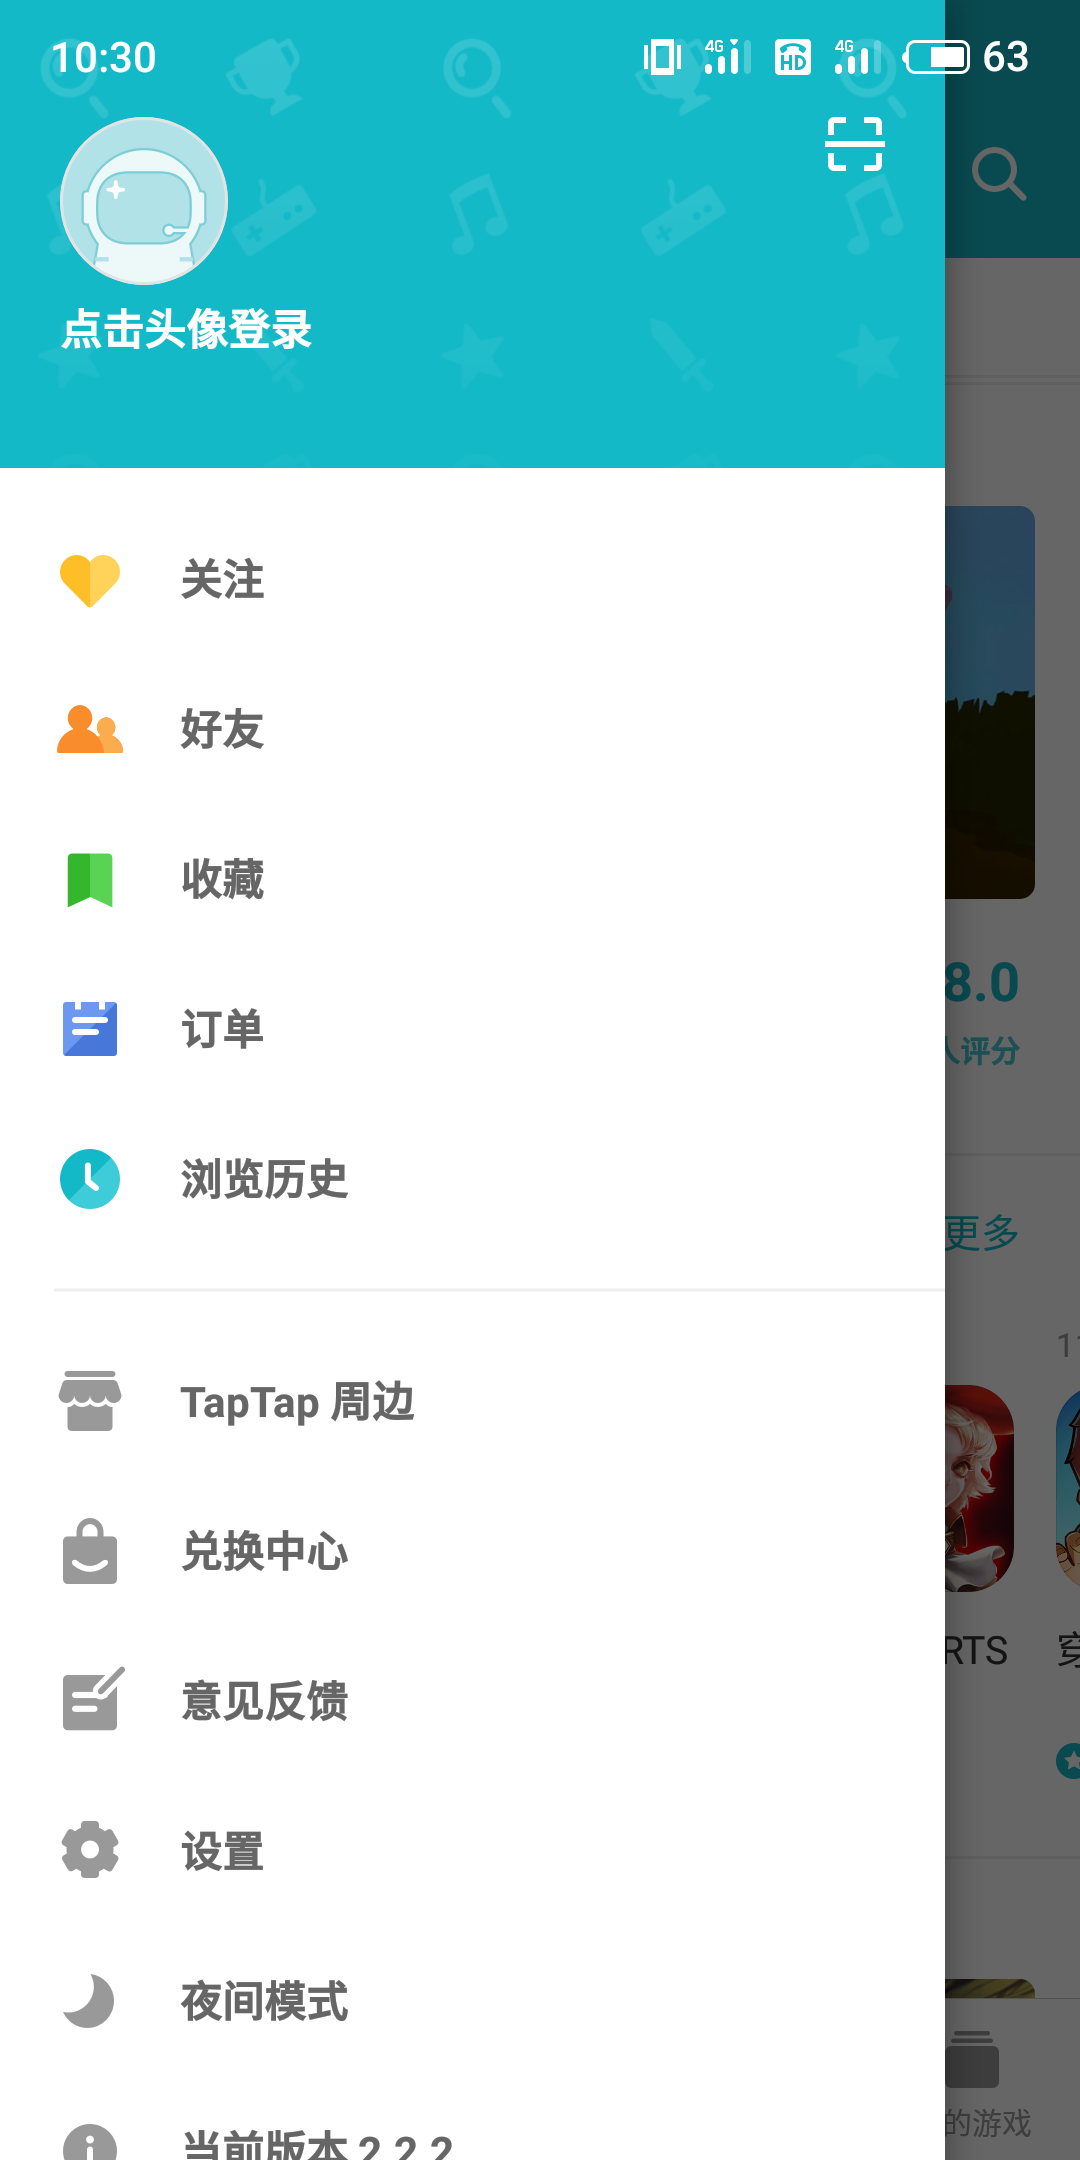 10:30
4G
HD
4G
63
点击头像登录
关注
好友
收藏
8.0
订单
人评分
浏览历史
更多
TapTap 周边
兑换中心
RTS
穿
意见反馈
设置
夜间模式
的游戏
当前版本 2.2.2